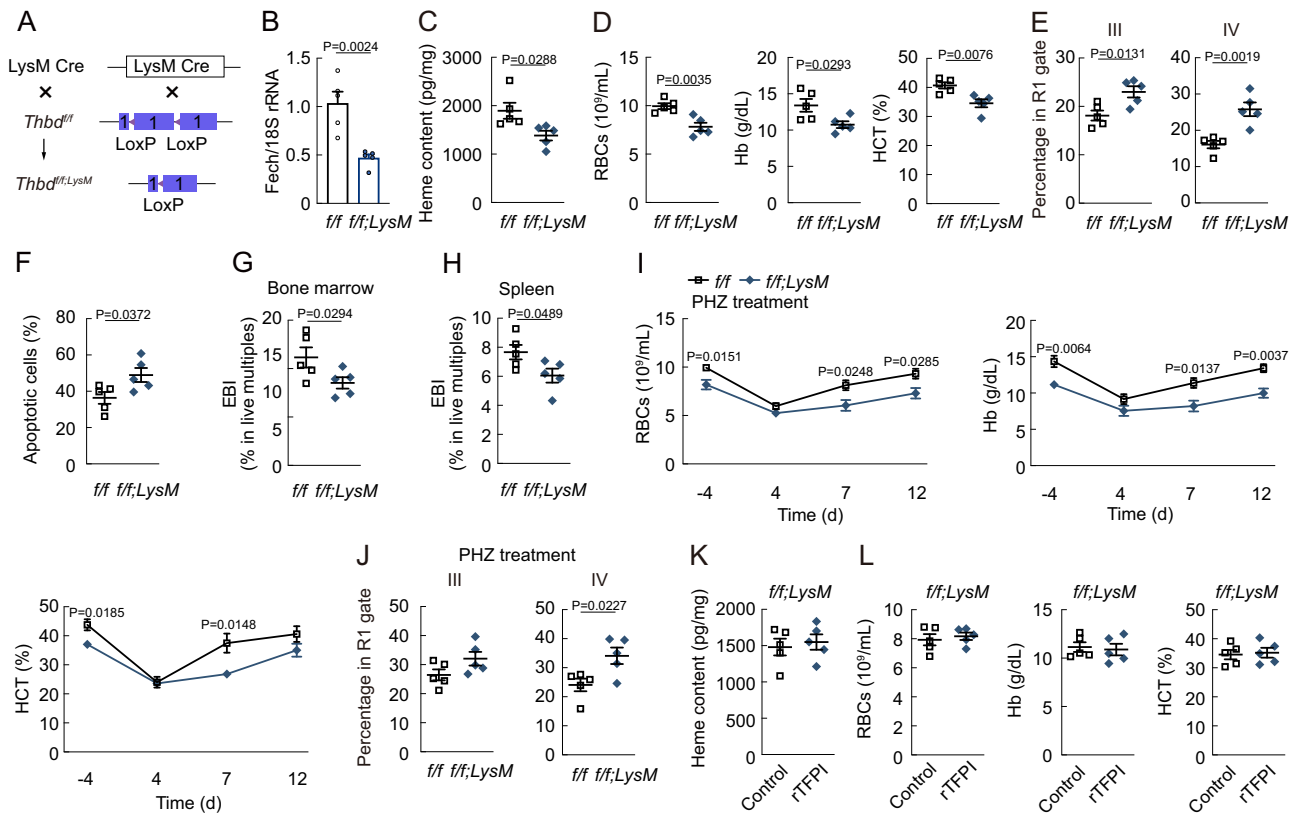 A
LysM Cre
LysM Cre
×
×
Thbd^f/f
1
1
1
LoxP
LoxP
Thbd^f/f;LysM
1
1
LoxP
B
P=0.0024
Fech/18S rRNA
1.5
1.0
0.5
0
f/f
f/f;LysM
C
P=0.0288
Heme content (pg/mg)
3000
2000
1000
0
f/f
f/f;LysM
D
P=0.0035
RBCs (10^9/mL)
15
10
5
0
f/f
f/f;LysM
P=0.0293
Hb (g/dL)
20
15
10
5
0
f/f
f/f;LysM
P=0.0076
HCT (%)
50
40
30
20
10
0
f/f
f/f;LysM
E
III
P=0.0131
Percentage in R1 gate
30
20
10
0
f/f
f/f;LysM
IV
P=0.0019
40
30
20
10
0
f/f
f/f;LysM
F
P=0.0372
Apoptotic cells (%)
80
60
40
20
0
f/f
f/f;LysM
G
Bone marrow
P=0.0294
EBI
(% in live multiples)
20
15
10
5
0
f/f
f/f;LysM
H
Spleen
P=0.0489
EBI
(% in live multiples)
10
8
6
4
2
0
f/f
f/f;LysM
I
f/f
f/f;LysM
PHZ treatment
RBCs (10^9/mL)
15
10
5
0
P=0.0151
P=0.0248
P=0.0285
-4
4
7
12
Time (d)
Hb (g/dL)
20
15
10
5
0
P=0.0064
P=0.0137
P=0.0037
-4
4
7
12
Time (d)
HCT (%)
50
40
30
20
10
0
P=0.0185
P=0.0148
-4
4
7
12
Time (d)
J
PHZ treatment
III
Percentage in R1 gate
50
40
30
20
10
0
f/f
f/f;LysM
IV
P=0.0227
50
40
30
20
10
0
f/f
f/f;LysM
K
f/f;LysM
Heme content (pg/mg)
2000
1500
1000
500
0
Control
rTFPI
L
f/f;LysM
RBCs (10^9/mL)
10
8
6
4
2
0
Control
rTFPI
f/f;LysM
Hb (g/dL)
15
10
5
0
Control
rTFPI
f/f;LysM
HCT (%)
50
40
30
20
10
0
Control
rTFPI